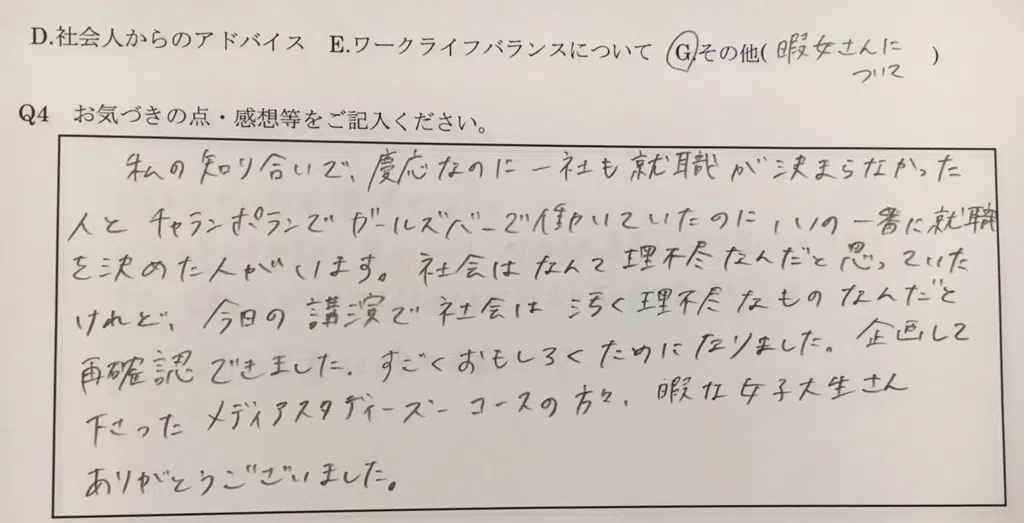 D.社会人からのアドバイス E.ワークライフバランスについて G.その他(暇女さんに
ついて )
Q4 お気づきの点・感想等をご記入ください。
私の知り合いで、慶応なのに一社も就職が決まらなかった
人とチャランポランでガールズバーで働いていたのに、いの一番に就職
を決めた人がいます。社会はなんて理不尽なんだと思っていた
けれど、今日の講演で社会は汚く理不尽なものなんだと
再確認できました。すごくおもしろくためになりました。企画して
下さったメディアスタディーズコースの方々、暇な女子大生さん
ありがとうございました。